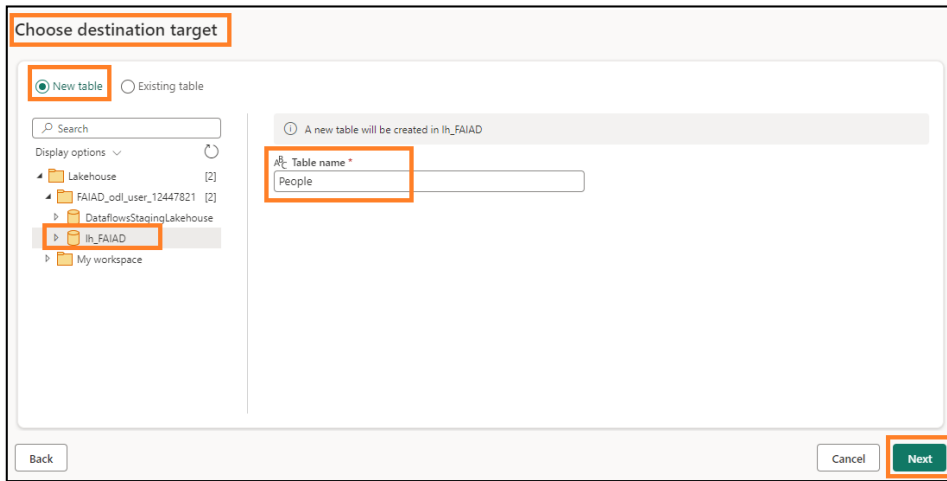 Choose destination target
New table
Existing table
Search
Display options
Lakehouse [2]
FAIAD_odl_user_12447821 [2]
DataflowsStagingLakehouse
lh_FAIAD
My workspace
A new table will be created in lh_FAIAD
ABC Table name *
People
Back
Cancel
Next